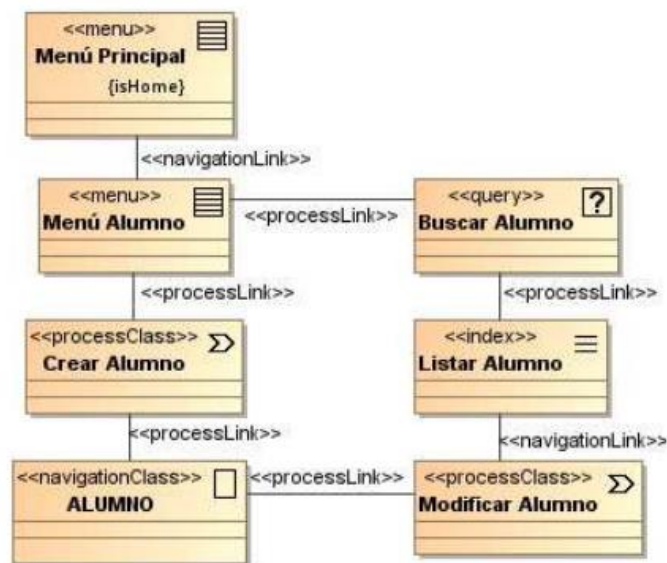 <<menu>>
Menú Principal
{isHome}
<<navigationLink>>
<<menu>>
Menú Alumno
<<processLink>>
<<query>>
Buscar Alumno
?
<<processLink>>
<<processLink>>
<<processClass>>
Crear Alumno
<<index>>
Listar Alumno
<<processLink>>
<<navigationLink>>
<<navigationClass>>
ALUMNO
<<processLink>>
<<processClass>>
Modificar Alumno